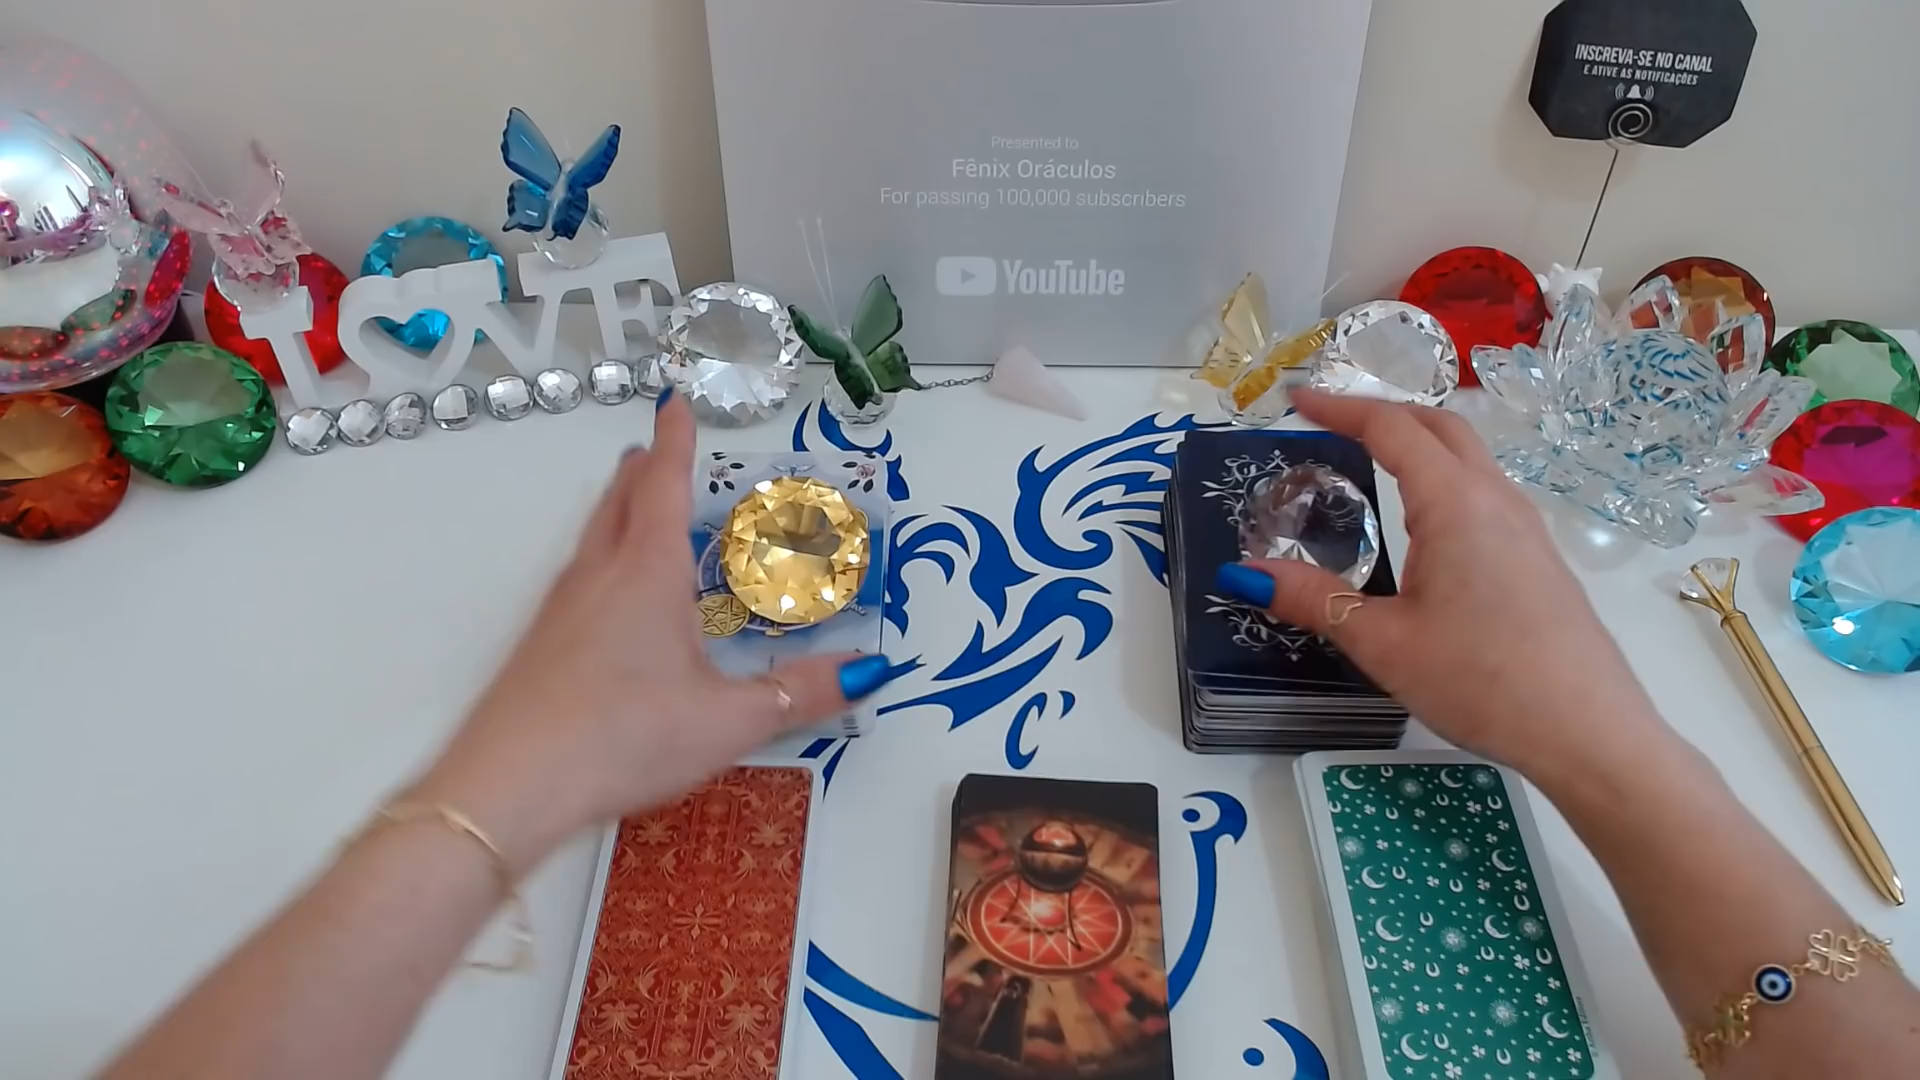 INSCREVA-SE NO CANAL
E ATIVE AS NOTIFICAÇÕES
Presented to
Fênix Oráculos
For passing 100,000 subscribers
YouTube
LOVE